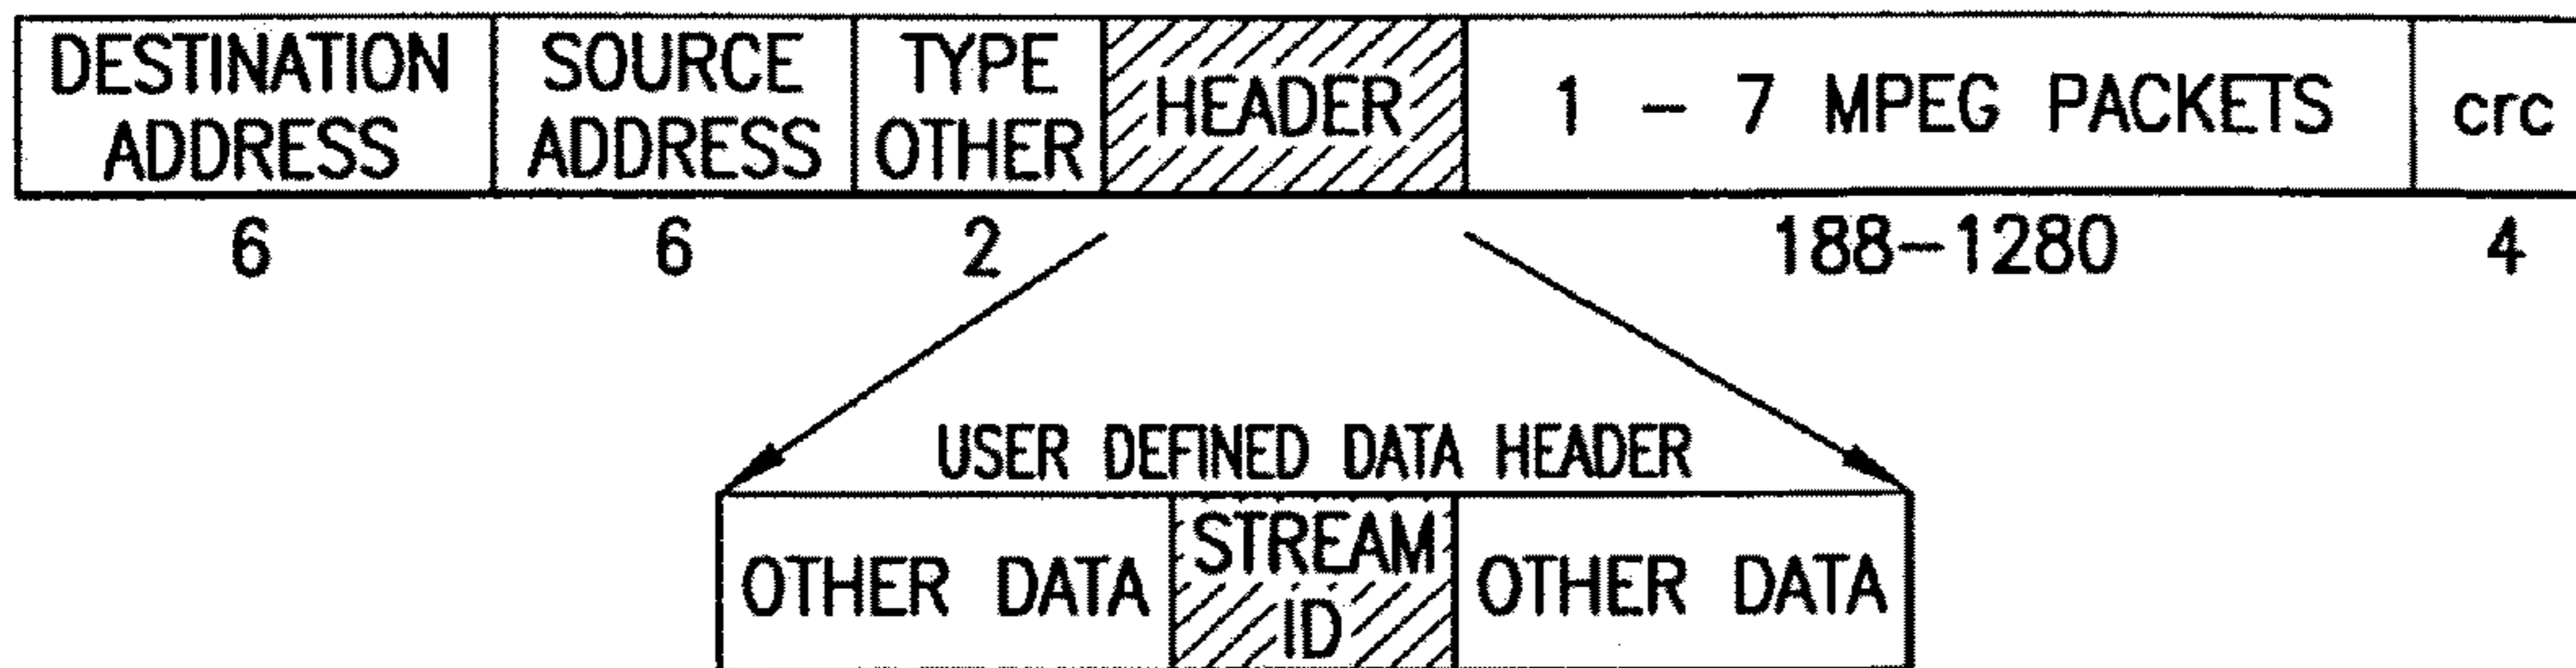 DESTINATION ADDRESS
SOURCE ADDRESS
TYPE OTHER
HEADER
1 – 7 MPEG PACKETS
crc
6
6
2
188–1280
4
USER DEFINED DATA HEADER
OTHER DATA
STREAM ID
OTHER DATA